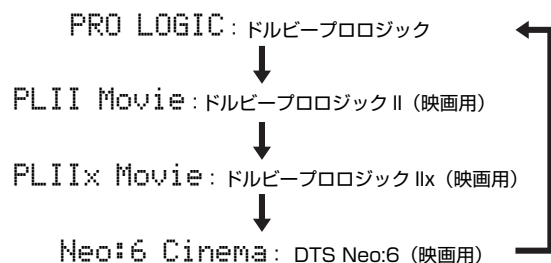 PRO LOGIC：ドルビープロロジック
PLII Movie：ドルビープロロジック II（映画用）
PLIIx Movie：ドルビープロロジック IIx（映画用）
Neo:6 Cinema：DTS Neo:6（映画用）